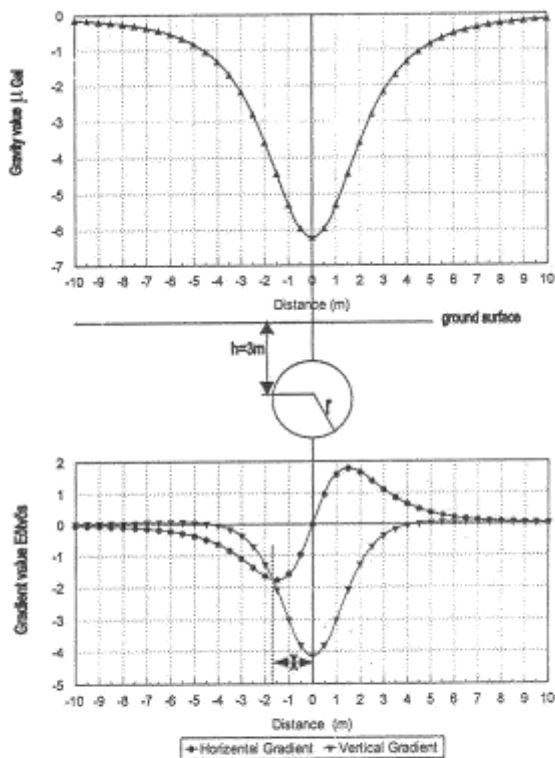 0
-1
-2
-3
-4
-5
-6
-7
Gravity value μ Gal
-10 -9 -8 -7 -6 -5 -4 -3 -2 -1 0 1 2 3 4 5 6 7 8 9 10
Distance (m)
ground surface
h=3m
r
2
1
0
-1
-2
-3
-4
-5
Gradient value Eötvös
X
-10 -9 -8 -7 -6 -5 -4 -3 -2 -1 0 1 2 3 4 5 6 7 8 9 10
Distance (m)
Horizental Gradient Vertical Gradient